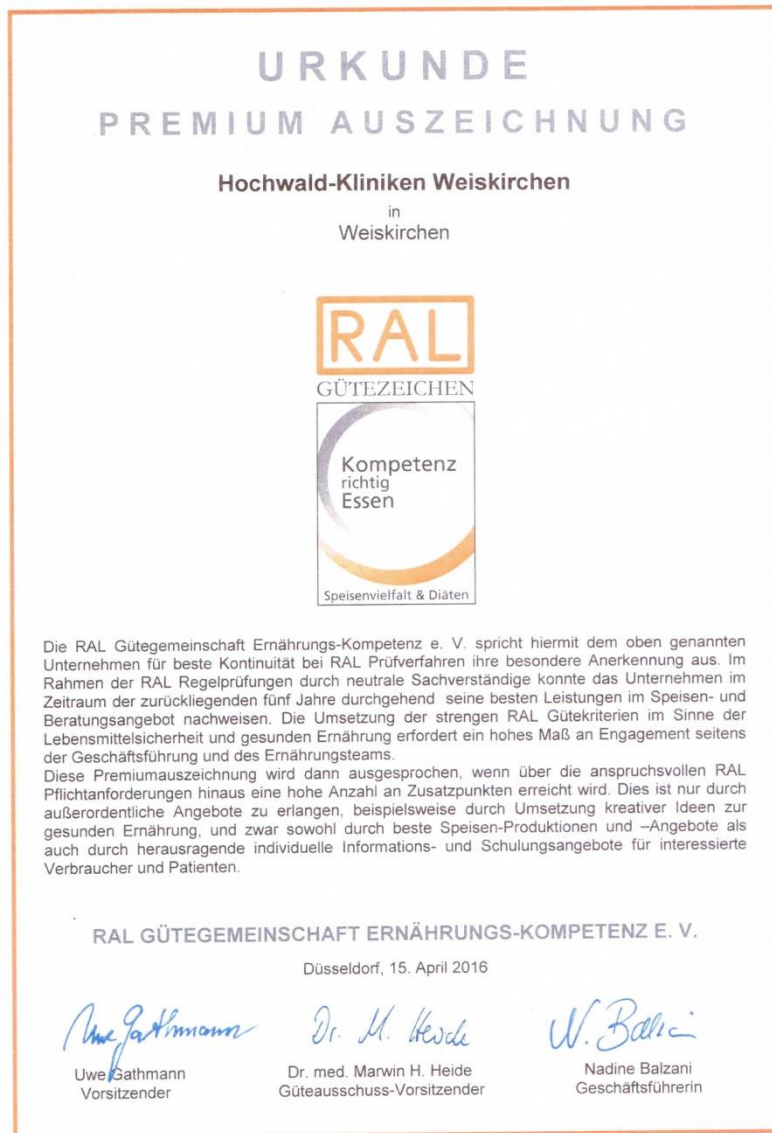 URKUNDE
PREMIUM AUSZEICHNUNG
Hochwald-Kliniken Weiskirchen
in
Weiskirchen
RAL
GÜTEZEICHEN
Kompetenz
richtig
Essen
Speisenvielfalt & Diäten
Die RAL Gütegemeinschaft Ernährungs-Kompetenz e. V. spricht hiermit dem oben genannten
Unternehmen für beste Kontinuität bei RAL Prüfverfahren ihre besondere Anerkennung aus. Im
Rahmen der RAL Regelprüfungen durch neutrale Sachverständige konnte das Unternehmen im
Zeitraum der zurückliegenden fünf Jahre durchgehend seine besten Leistungen im Speisen- und
Beratungsangebot nachweisen. Die Umsetzung der strengen RAL Gütekriterien im Sinne der
Lebensmittelsicherheit und gesunden Ernährung erfordert ein hohes Maß an Engagement seitens
der Geschäftsführung und des Ernährungsteams.
Diese Premiumauszeichnung wird dann ausgesprochen, wenn über die anspruchsvollen RAL
Pflichtanforderungen hinaus eine hohe Anzahl an Zusatzpunkten erreicht wird. Dies ist nur durch
außerordentliche Angebote zu erlangen, beispielsweise durch Umsetzung kreativer Ideen zur
gesunden Ernährung, und zwar sowohl durch beste Speisen-Produktionen und –Angebote als
auch durch herausragende individuelle Informations- und Schulungsangebote für interessierte
Verbraucher und Patienten.
RAL GÜTEGEMEINSCHAFT ERNÄHRUNGS-KOMPETENZ E. V.
Düsseldorf, 15. April 2016
Uwe Gathmann Dr. M. Heide N. Balzani
Uwe Gathmann Dr. med. Marwin H. Heide Nadine Balzani
Vorsitzender Güteausschuss-Vorsitzender Geschäftsführerin